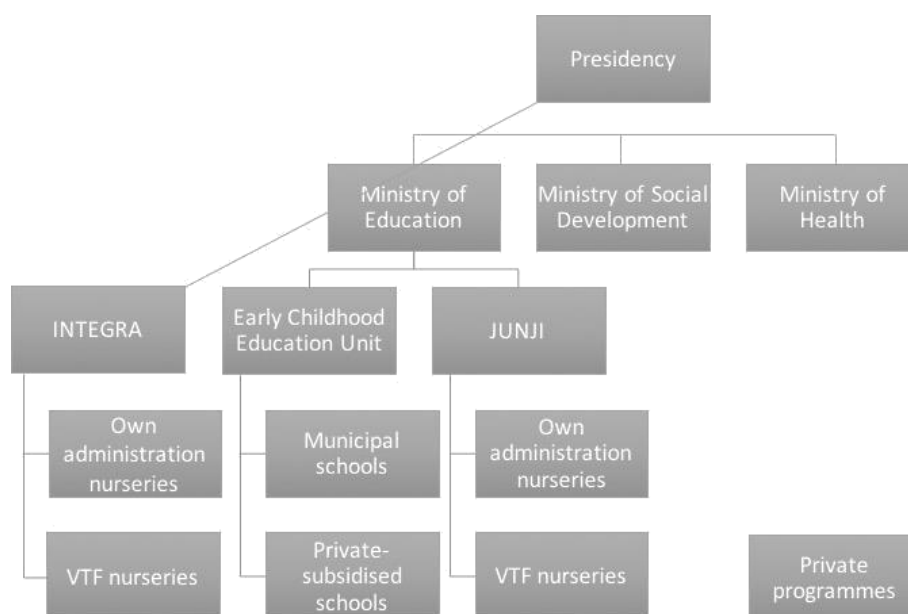 Presidency
Ministry of
Education
Ministry of Social
Development
Ministry of
Health
INTEGRA
Early Childhood
Education Unit
JUNJI
Own
administration
nurseries
Municipal
schools
Own
administration
nurseries
VTF nurseries
Private-
subsidised
schools
VTF nurseries
Private
programmes